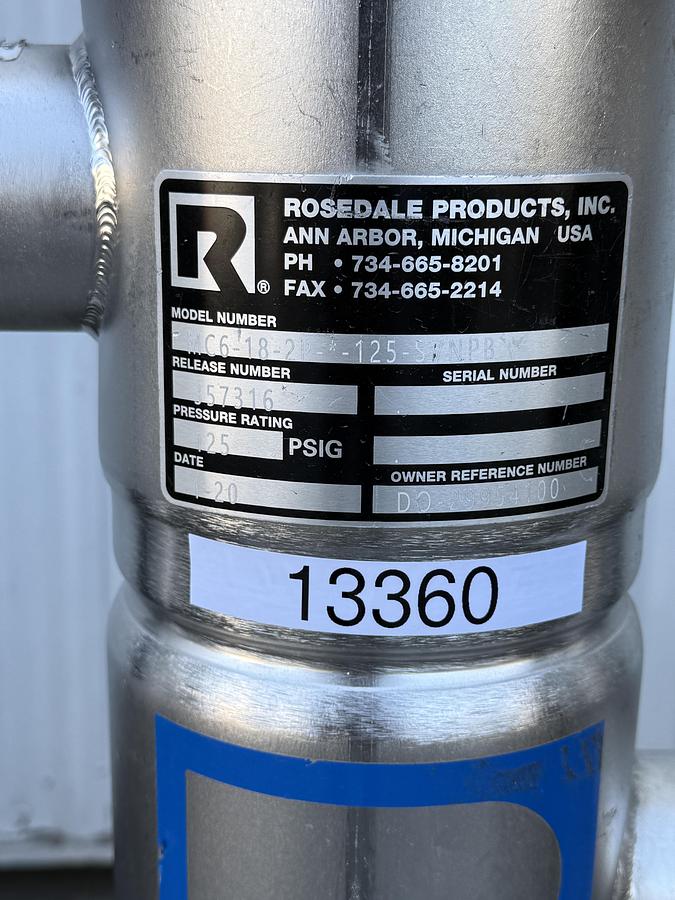 R®
ROSEDALE PRODUCTS, INC.
ANN ARBOR, MICHIGAN USA
PH • 734-665-8201
FAX • 734-665-2214
MODEL NUMBER
RELEASE NUMBER
SERIAL NUMBER
57316
PRESSURE RATING
PSIG
DATE
OWNER REFERENCE NUMBER
13360